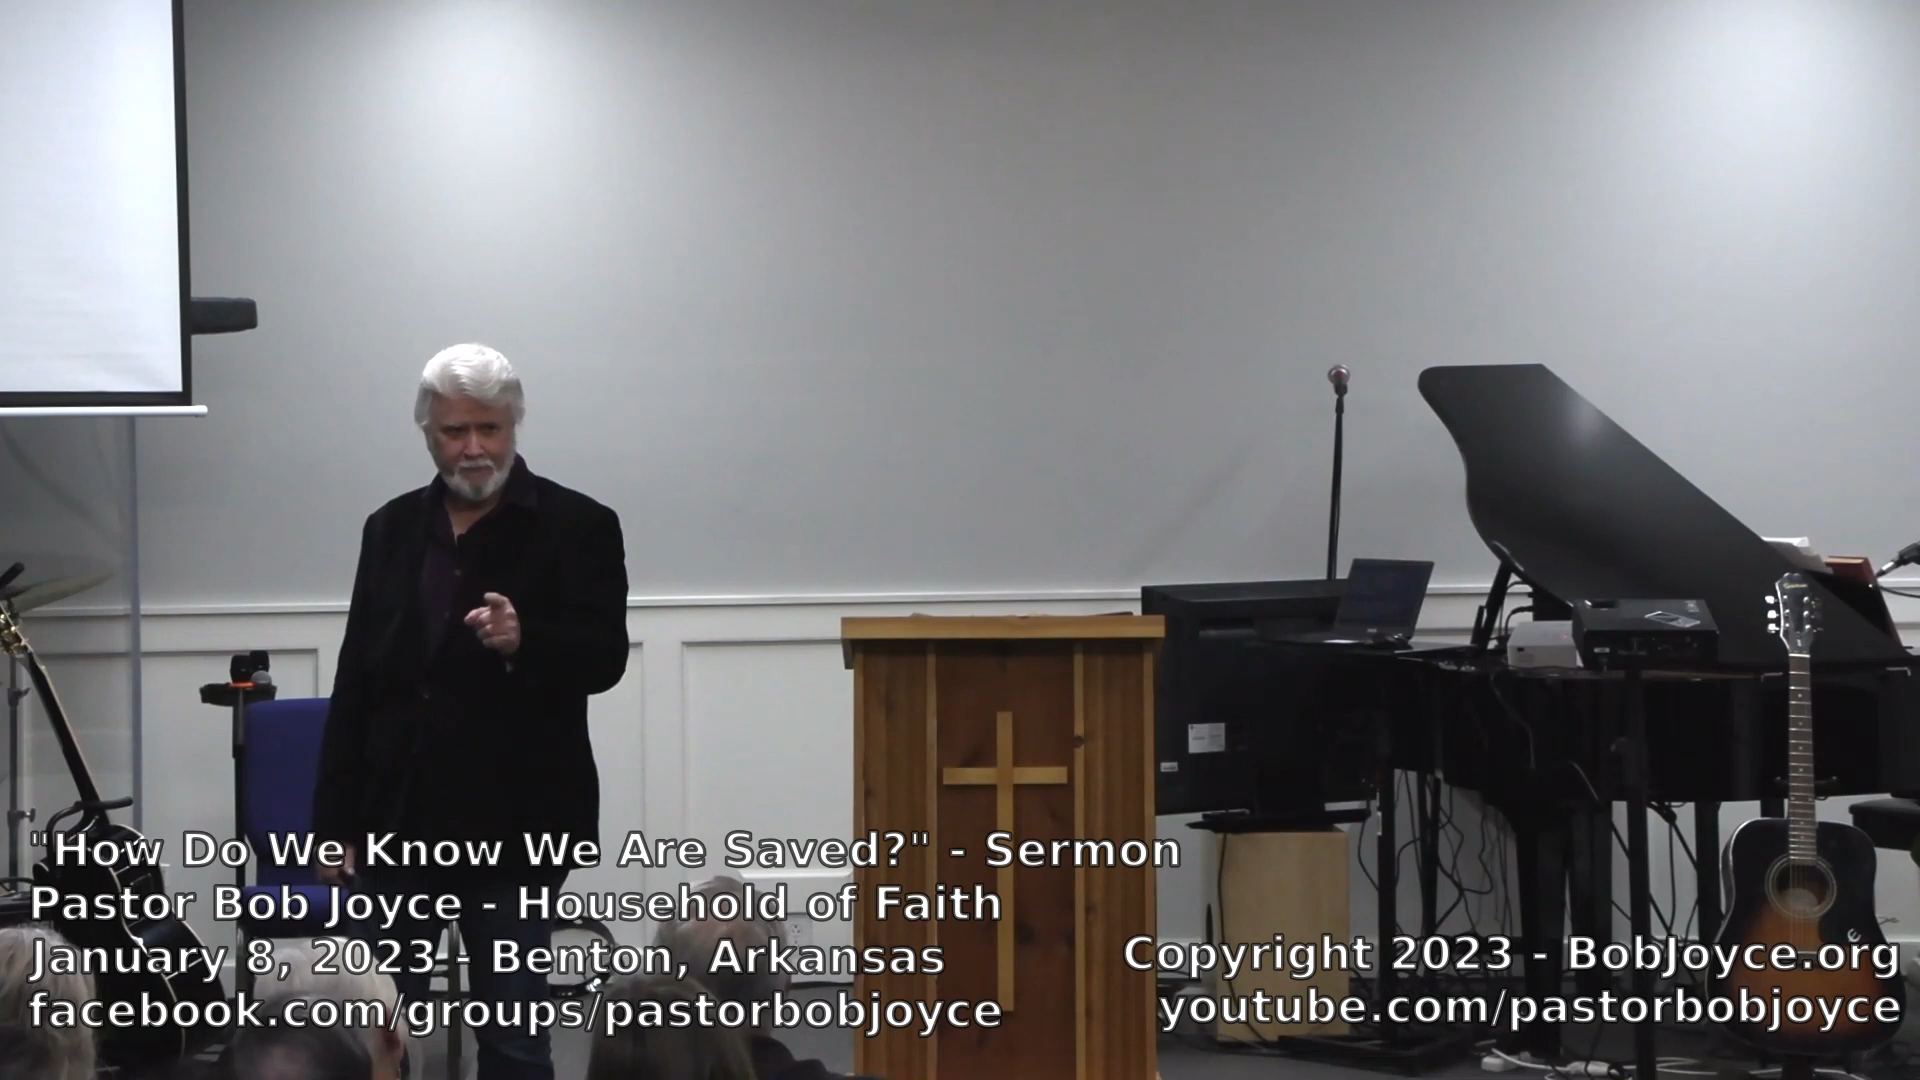 "How Do We Know We Are Saved?" - Sermon
Pastor Bob Joyce - Household of Faith
January 8, 2023 - Benton, Arkansas
facebook.com/groups/pastorbobjoyce
Copyright 2023 - BobJoyce.org
youtube.com/pastorbobjoyce